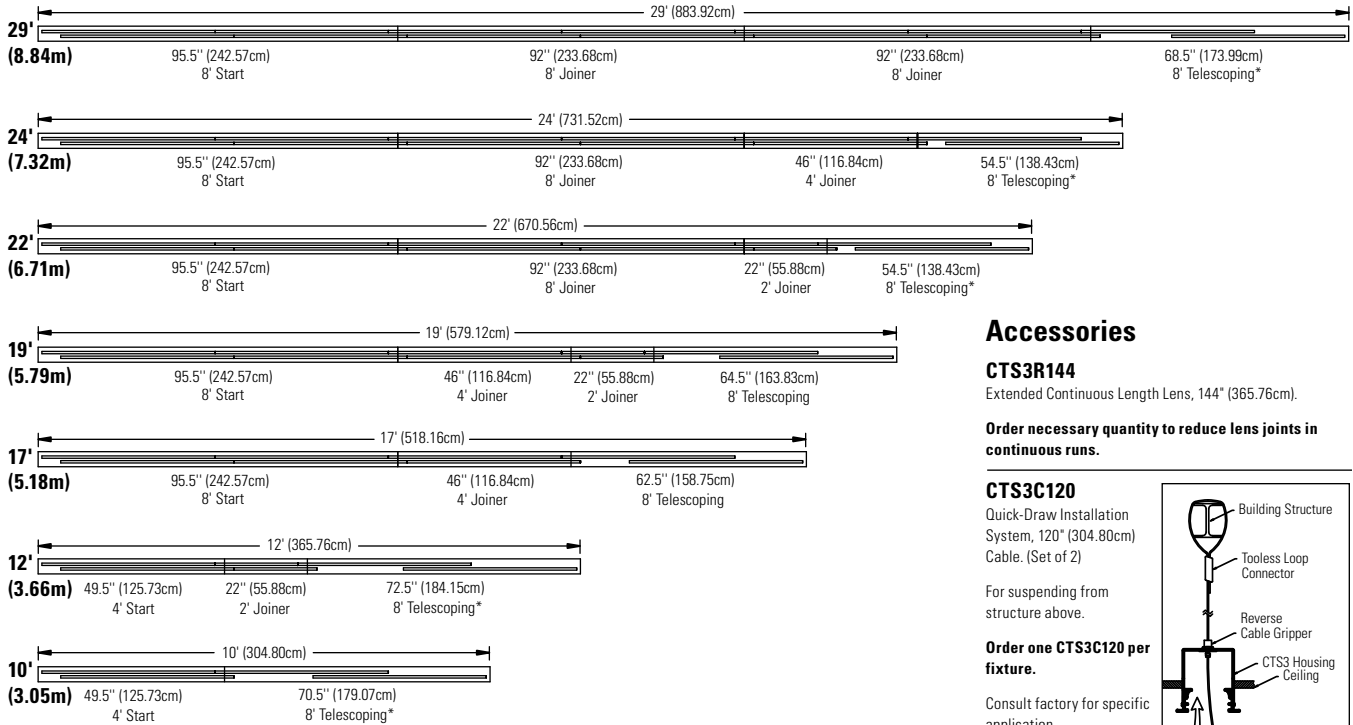 29' (883.92cm)
29'
(8.84m)
95.5'' (242.57cm) 92'' (233.68cm) 92'' (233.68cm) 68.5'' (173.99cm)
8' Start 8' Joiner 8' Joiner 8' Telescoping*
24' (731.52cm)
24'
(7.32m)
95.5'' (242.57cm) 92'' (233.68cm) 46'' (116.84cm) 54.5'' (138.43cm)
8' Start 8' Joiner 4' Joiner 8' Telescoping*
22' (670.56cm)
22'
(6.71m)
95.5'' (242.57cm) 92'' (233.68cm) 22'' (55.88cm) 54.5'' (138.43cm)
8' Start 8' Joiner 2' Joiner 8' Telescoping*
19' (579.12cm)
19'
(5.79m)
95.5'' (242.57cm) 46'' (116.84cm) 22'' (55.88cm) 64.5'' (163.83cm)
8' Start 4' Joiner 2' Joiner 8' Telescoping
17' (518.16cm)
17'
(5.18m)
95.5'' (242.57cm) 46'' (116.84cm) 62.5'' (158.75cm)
8' Start 4' Joiner 8' Telescoping
12' (365.76cm)
12'
(3.66m)
49.5'' (125.73cm) 22'' (55.88cm) 72.5'' (184.15cm)
4' Start 2' Joiner 8' Telescoping*
10' (304.80cm)
10'
(3.05m)
49.5'' (125.73cm) 70.5'' (179.07cm)
4' Start 8' Telescoping*
Accessories
CTS3R144
Extended Continuous Length Lens, 144" (365.76cm).
Order necessary quantity to reduce lens joints in
continuous runs.
CTS3C120
Quick-Draw Installation
System, 120" (304.80cm)
Cable. (Set of 2)
For suspending from
structure above.
Order one CTS3C120 per
fixture.
Consult factory for specific
application
Building Structure
Tooless Loop
Connector
Reverse
Cable Gripper
CTS3 Housing
Ceiling